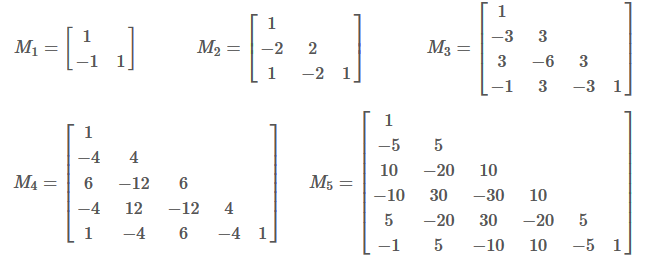 M₁ = [ 1
−1 1 ]
M₂ = [ 1
−2 2
1 −2 1 ]
M₃ = [ 1
−3 3
3 −6 3
−1 3 −3 1 ]
M₄ = [ 1
−4 4
6 −12 6
−4 12 −12 4
1 −4 6 −4 1 ]
M₅ = [ 1
−5 5
10 −20 10
−10 30 −30 10
5 −20 30 −20 5
−1 5 −10 10 −5 1 ]